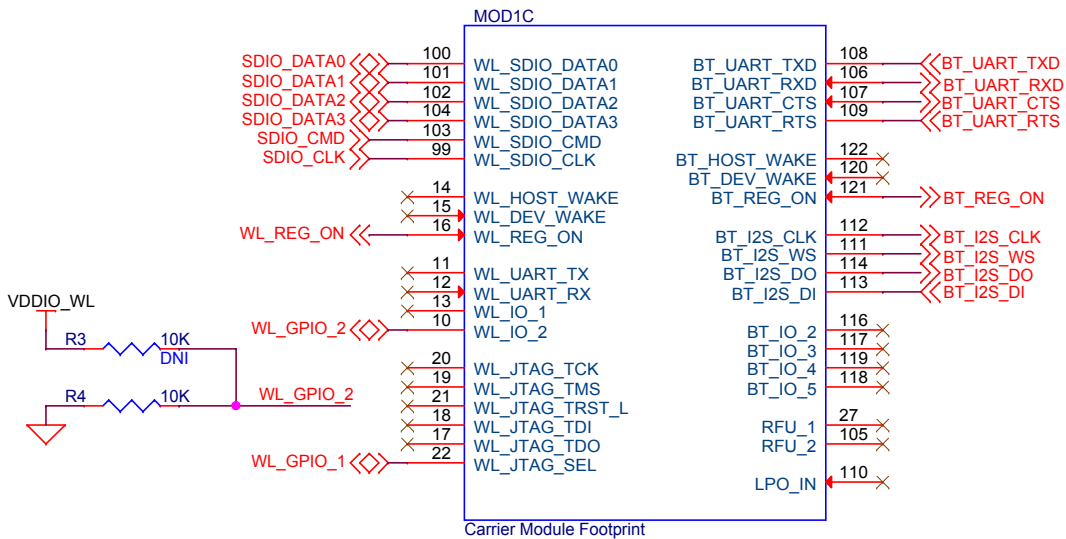 MOD1C
SDIO_DATA0 100 WL_SDIO_DATA0 BT_UART_TXD 108 BT_UART_TXD
SDIO_DATA1 101 WL_SDIO_DATA1 BT_UART_RXD 106 BT_UART_RXD
SDIO_DATA2 102 WL_SDIO_DATA2 BT_UART_CTS 107 BT_UART_CTS
SDIO_DATA3 104 WL_SDIO_DATA3 BT_UART_RTS 109 BT_UART_RTS
SDIO_CMD 103 WL_SDIO_CMD
SDIO_CLK 99 WL_SDIO_CLK BT_HOST_WAKE 122
BT_DEV_WAKE 120
14 WL_HOST_WAKE BT_REG_ON 121 BT_REG_ON
15 WL_DEV_WAKE
WL_REG_ON 16 WL_REG_ON BT_I2S_CLK 112 BT_I2S_CLK
BT_I2S_WS 111 BT_I2S_WS
11 WL_UART_TX BT_I2S_DO 114 BT_I2S_DO
12 WL_UART_RX BT_I2S_DI 113 BT_I2S_DI
VDDIO_WL
13 WL_IO_1
WL_GPIO_2 10 WL_IO_2 BT_IO_2 116
R3 10K BT_IO_3 117
DNI
20 WL_JTAG_TCK BT_IO_4 119
19 WL_JTAG_TMS BT_IO_5 118
R4 10K WL_GPIO_2
21 WL_JTAG_TRST_L
18 WL_JTAG_TDI RFU_1 27
17 WL_JTAG_TDO RFU_2 105
WL_GPIO_1 22 WL_JTAG_SEL
LPO_IN 110
Carrier Module Footprint